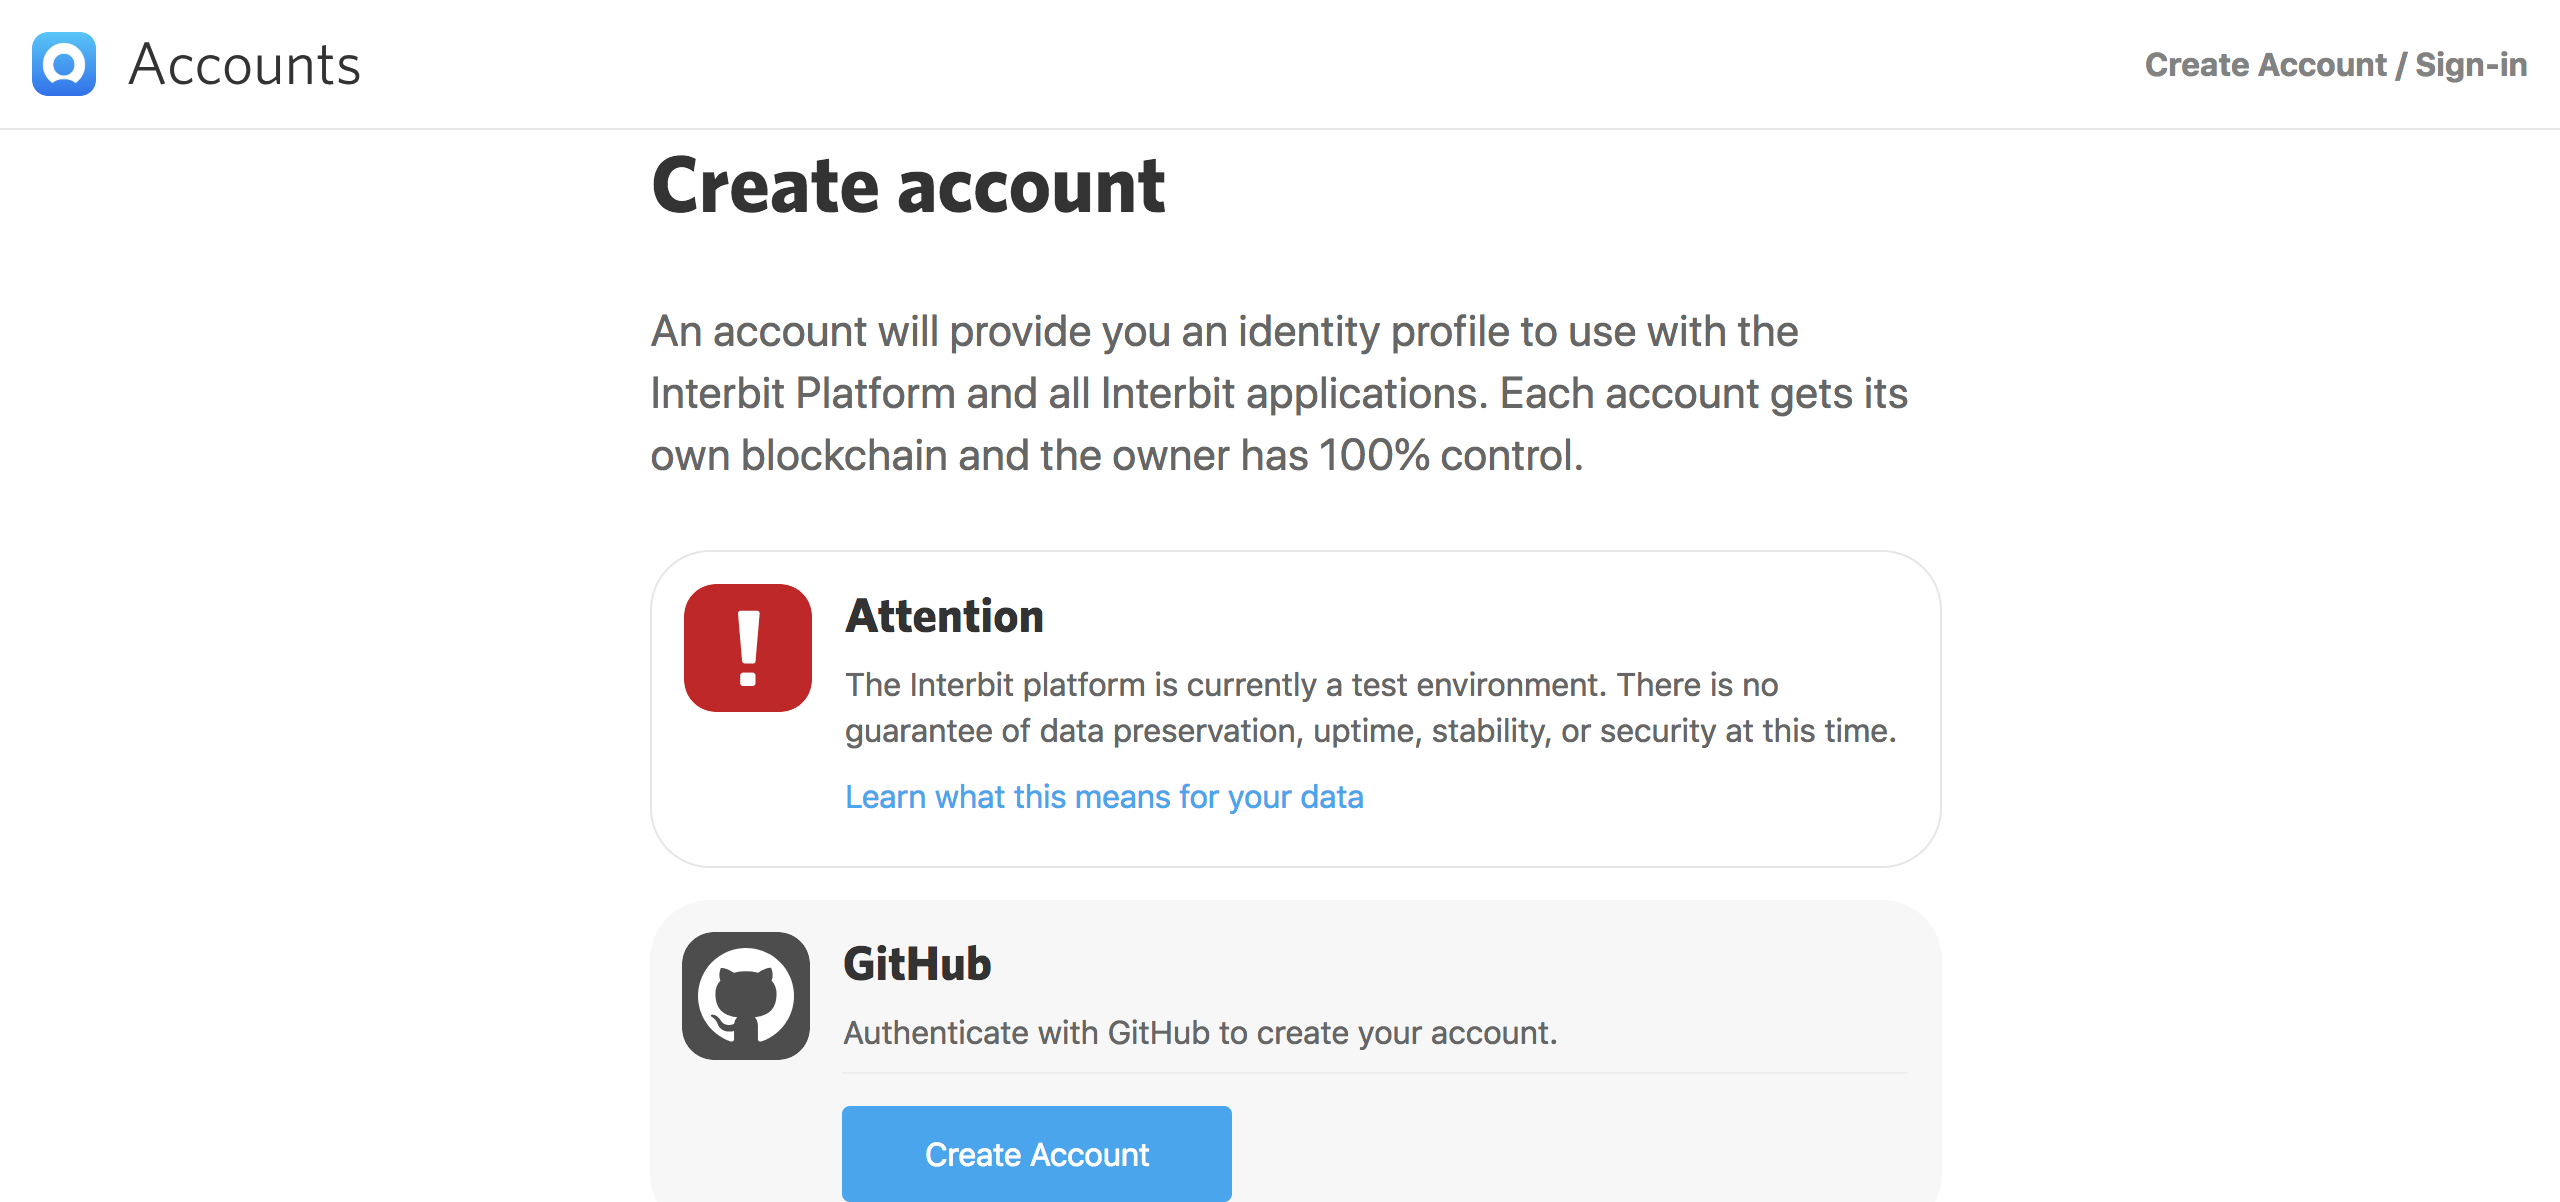 Accounts
Create Account / Sign-in
Create account
An account will provide you an identity profile to use with the
Interbit Platform and all Interbit applications. Each account gets its
own blockchain and the owner has 100% control.
Attention
The Interbit platform is currently a test environment. There is no
guarantee of data preservation, uptime, stability, or security at this time.
Learn what this means for your data
GitHub
Authenticate with GitHub to create your account.
Create Account